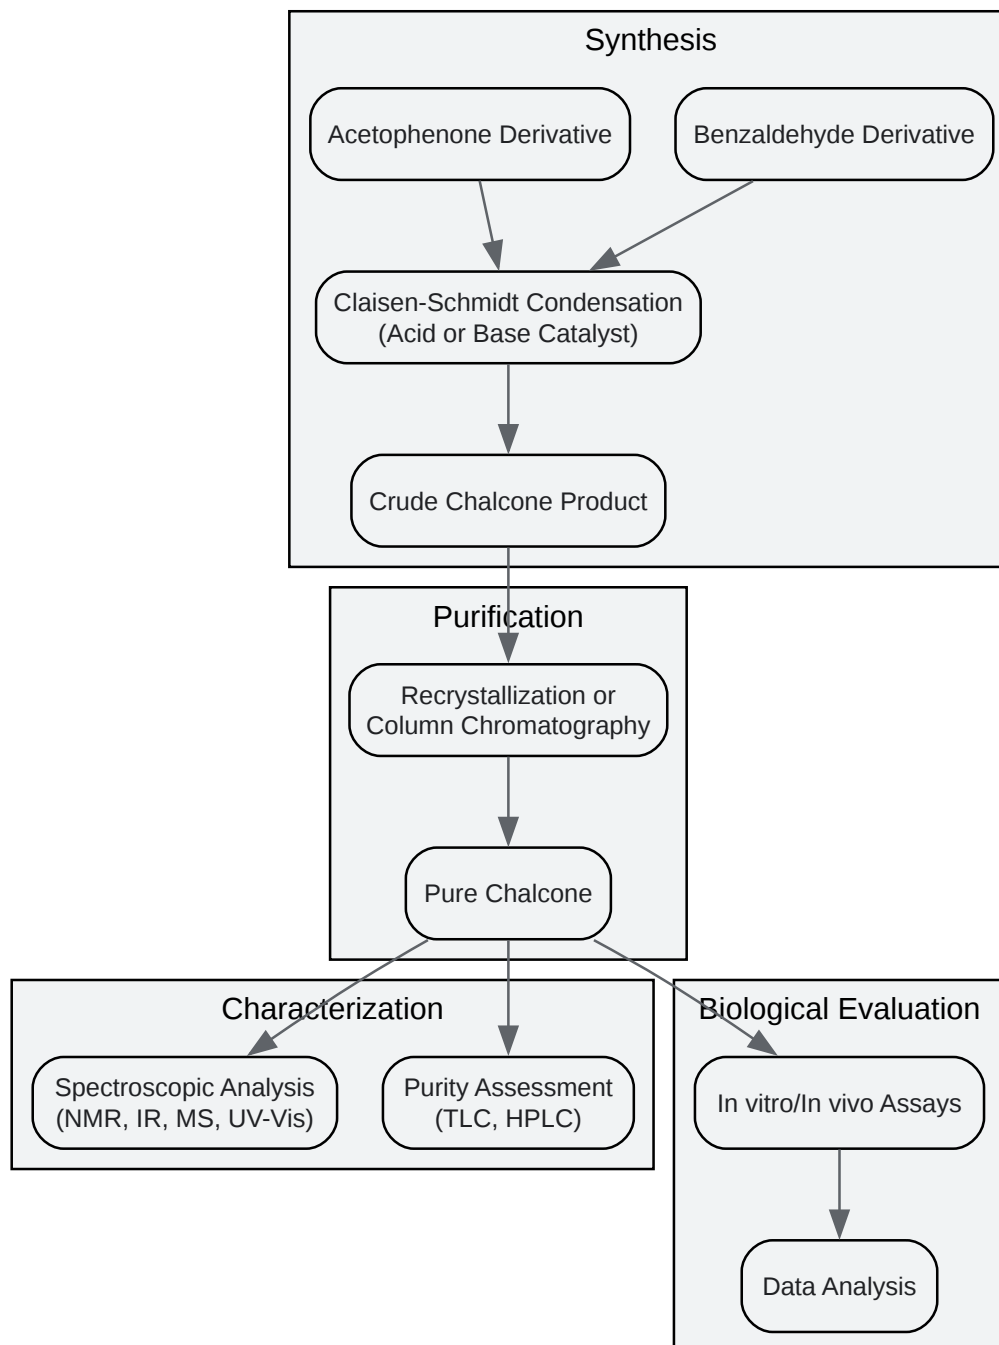 Synthesis
Acetophenone Derivative
Benzaldehyde Derivative
Claisen-Schmidt Condensation
(Acid or Base Catalyst)
Crude Chalcone Product
Purification
Recrystallization or
Column Chromatography
Pure Chalcone
Characterization
Spectroscopic Analysis
(NMR, IR, MS, UV-Vis)
Purity Assessment
(TLC, HPLC)
Biological Evaluation
In vitro/In vivo Assays
Data Analysis